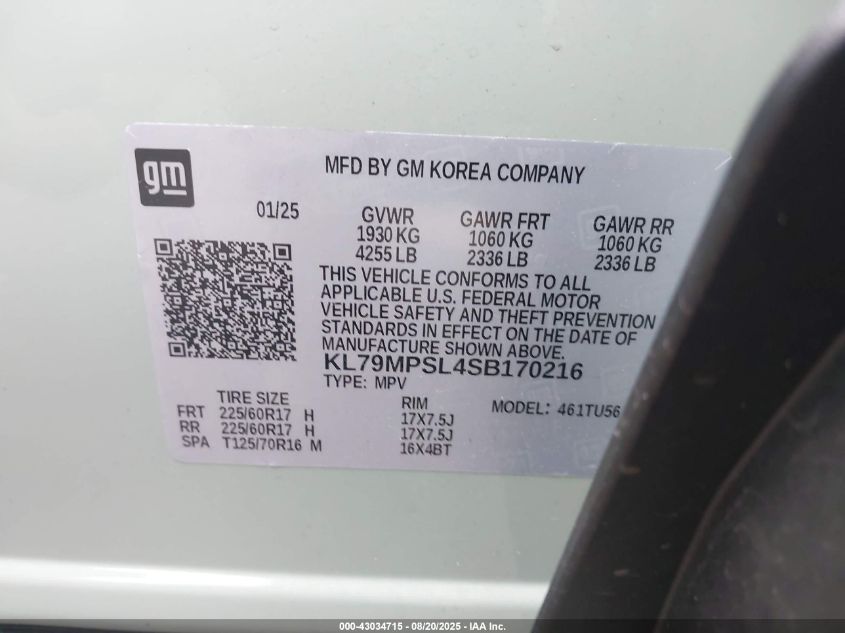 gm
MFD BY GM KOREA COMPANY
01/25
GVWR GAWR FRT GAWR RR
1930 KG 1060 KG 1060 KG
4255 LB 2336 LB 2336 LB
THIS VEHICLE CONFORMS TO ALL
APPLICABLE U.S. FEDERAL MOTOR
VEHICLE SAFETY AND THEFT PREVENTION
STANDARDS IN EFFECT ON THE DATE OF
MANUFACTURE SHOWN ABOVE.
KL79MPSL4SB170216
TYPE: MPV
TIRE SIZE RIM MODEL: 461TU56
FRT 225/60R17 H 17X7.5J
RR 225/60R17 H 17X7.5J
SPA T125/70R16 M 16X4BT
000-43034715 - 08/20/2025 - IAA Inc.